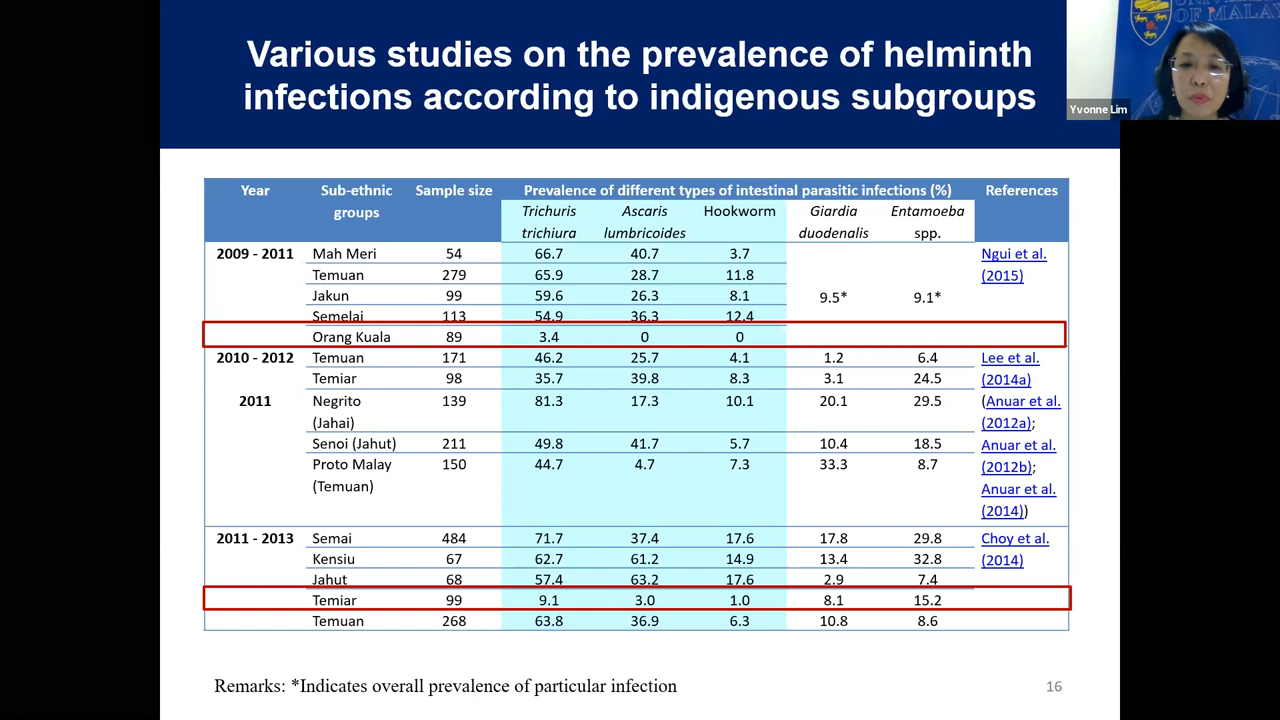 Various studies on the prevalence of helminth
infections according to indigenous subgroups
UNIVERSITY
OF MALAY
Yvonne Lim
Year Sub-ethnic groups Sample size Prevalence of different types of intestinal parasitic infections (%) References
Trichuris trichiura Ascaris lumbricoides Hookworm Giardia duodenalis Entamoeba spp.
2009 - 2011 Mah Meri 54 66.7 40.7 3.7 Ngui et al.
Temuan 279 65.9 28.7 11.8 (2015)
Jakun 99 59.6 26.3 8.1 9.5* 9.1*
Semelai 113 54.9 36.3 12.4
Orang Kuala 89 3.4 0 0
2010 - 2012 Temuan 171 46.2 25.7 4.1 1.2 6.4 Lee et al.
Temiar 98 35.7 39.8 8.3 3.1 24.5 (2014a)
2011 Negrito 139 81.3 17.3 10.1 20.1 29.5 (Anuar et al.
(Jahai) (2012a);
Senoi (Jahut) 211 49.8 41.7 5.7 10.4 18.5 Anuar et al.
Proto Malay 150 44.7 4.7 7.3 33.3 8.7 (2012b);
(Temuan) Anuar et al.
(2014))
2011 - 2013 Semai 484 71.7 37.4 17.6 17.8 29.8 Choy et al.
Kensiu 67 62.7 61.2 14.9 13.4 32.8 (2014)
Jahut 68 57.4 63.2 17.6 2.9 7.4
Temiar 99 9.1 3.0 1.0 8.1 15.2
Temuan 268 63.8 36.9 6.3 10.8 8.6
Remarks: *Indicates overall prevalence of particular infection
16